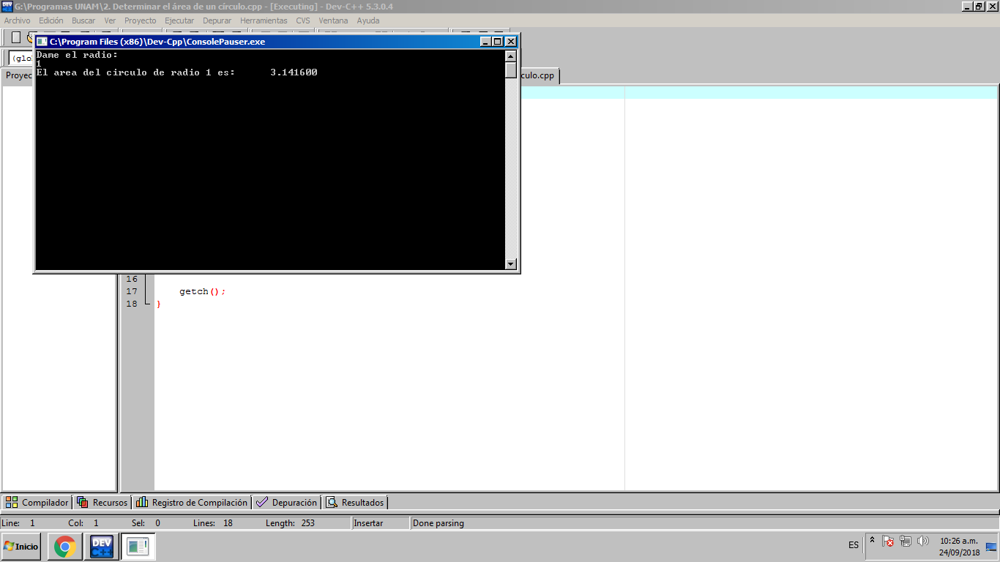 G:\Programas UNAM\2. Determinar el área de un círculo.cpp - [Executing] - Dev-C++ 5.3.0.4
Archivo Edición Buscar Ver Proyecto Ejecutar Depurar Herramientas CVS Ventana Ayuda
C:\Program Files (x86)\Dev-Cpp\ConsolePauser.exe
Dame el radio:
1
El area del circulo de radio 1 es: 3.141600
(glo
Proyec
culo.cpp
16
17 getch();
18 }
Compilador Recursos Registro de Compilación Depuración Resultados
Line: 1 Col: 1 Sel: 0 Lines: 18 Length: 253 Insertar Done parsing
Inicio
DEV C++
ES
10:26 a.m.
24/09/2018